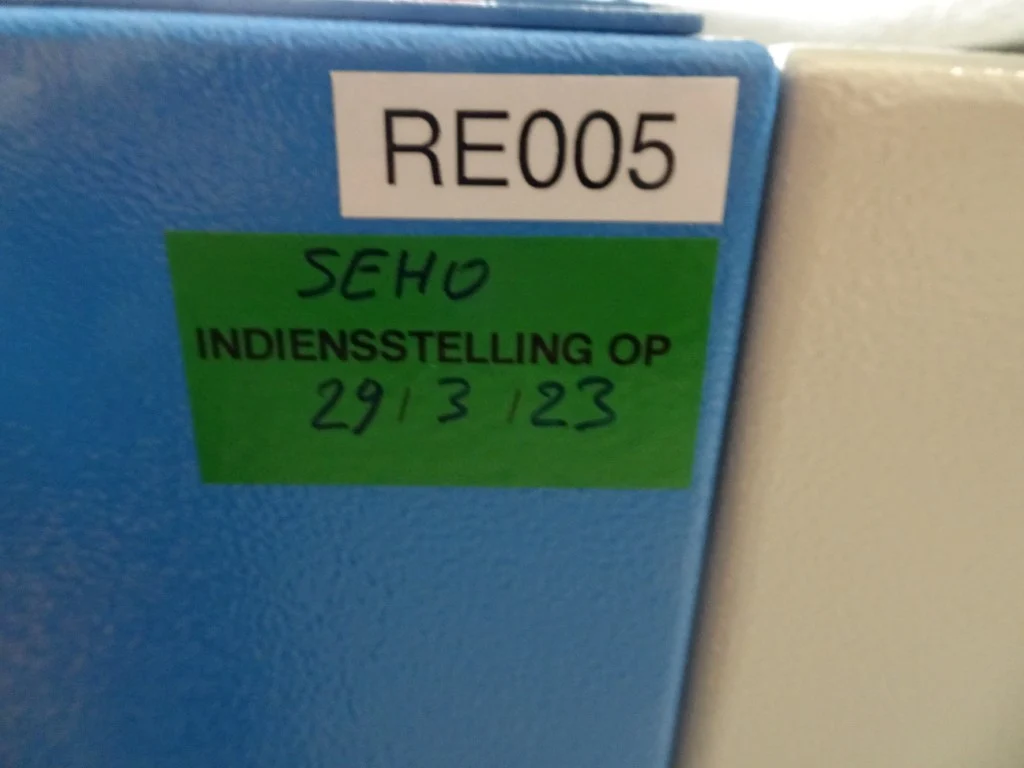 RE005
SEHO
INDIENSSTELLING OP
29/3/23